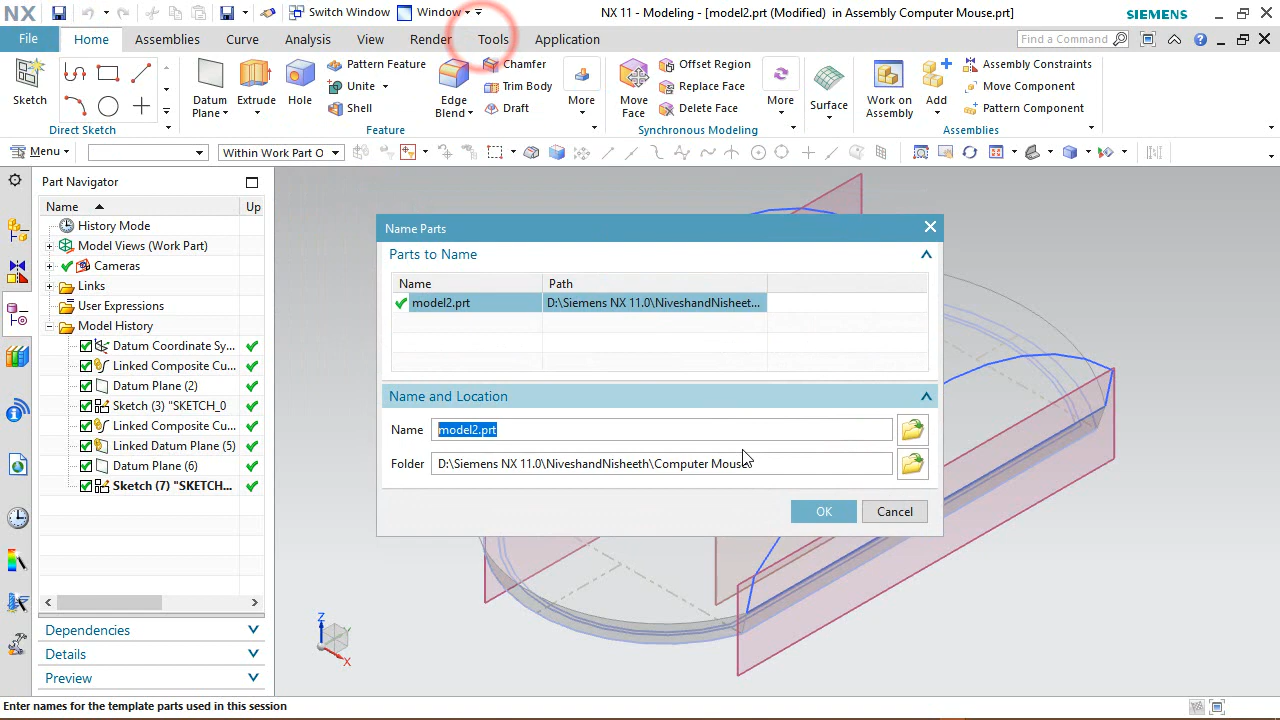 NX
Switch Window
Window
NX 11 - Modeling - [model2.prt (Modified) in Assembly Computer Mouse.prt]
SIEMENS
File
Home
Assemblies
Curve
Analysis
View
Render
Tools
Application
Find a Command
Sketch
Direct Sketch
Datum Plane
Extrude
Hole
Pattern Feature
Unite
Shell
Edge Blend
Chamfer
Trim Body
Draft
More
Feature
Move Face
Offset Region
Replace Face
Delete Face
More
Synchronous Modeling
Surface
Work on Assembly
Add
Assembly Constraints
Move Component
Pattern Component
Assemblies
Menu
Within Work Part O
Part Navigator
Name
Up
History Mode
Model Views (Work Part)
Cameras
Links
User Expressions
Model History
Datum Coordinate Sy...
Linked Composite Cu...
Datum Plane (2)
Sketch (3) "SKETCH_0
Linked Composite Cu...
Linked Datum Plane (5)
Datum Plane (6)
Sketch (7) "SKETCH...
Dependencies
Details
Preview
Name Parts
Parts to Name
Name
Path
model2.prt
D:\Siemens NX 11.0\NiveshandNisheet...
Name and Location
Name
model2.prt
Folder
D:\Siemens NX 11.0\NiveshandNisheeth\Computer Mouse
OK
Cancel
Z
Y
X
Enter names for the template parts used in this session